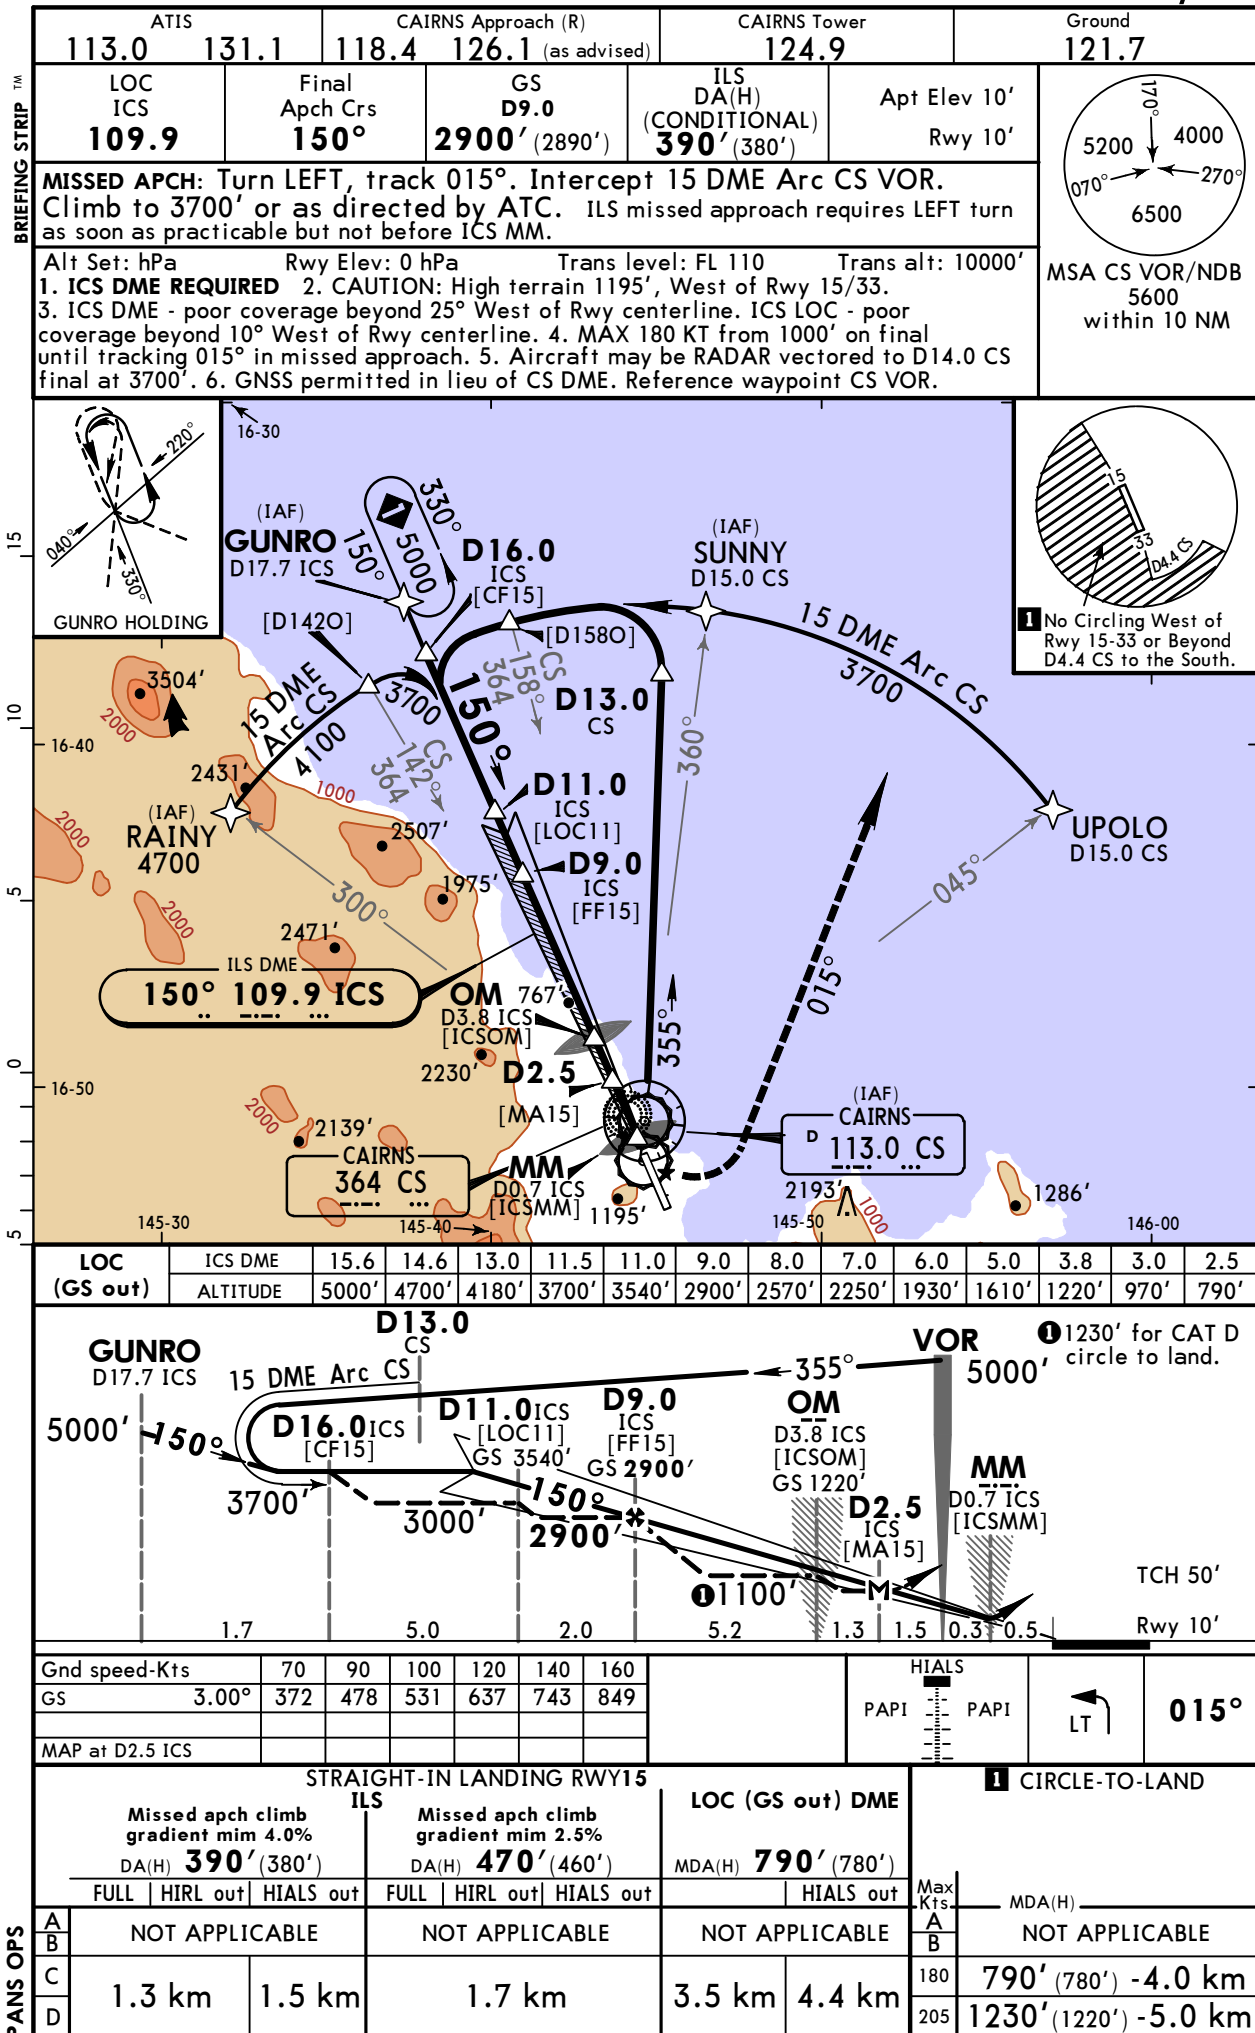 ATIS
113.0 131.1
CAIRNS Approach (R)
118.4 126.1 (as advised)
CAIRNS Tower
124.9
Ground
121.7
BRIEFING STRIP TM
LOC
ICS
109.9
Final
Apch Crs
150°
GS
D9.0
2900' (2890')
ILS
DA(H)
(CONDITIONAL)
390' (380')
Apt Elev 10'
Rwy 10'
MISSED APCH: Turn LEFT, track 015°. Intercept 15 DME Arc CS VOR.
Climb to 3700' or as directed by ATC. ILS missed approach requires LEFT turn
as soon as practicable but not before ICS MM.
Alt Set: hPa Rwy Elev: 0 hPa Trans level: FL 110 Trans alt: 10000'
1. ICS DME REQUIRED 2. CAUTION: High terrain 1195', West of Rwy 15/33.
3. ICS DME - poor coverage beyond 25° West of Rwy centerline. ICS LOC - poor
coverage beyond 10° West of Rwy centerline. 4. MAX 180 KT from 1000' on final
until tracking 015° in missed approach. 5. Aircraft may be RADAR vectored to D14.0 CS
final at 3700'. 6. GNSS permitted in lieu of CS DME. Reference waypoint CS VOR.
170°
5200 4000
070° 270°
6500
MSA CS VOR/NDB
5600
within 10 NM
220°
040°
330°
GUNRO HOLDING
16-30
(IAF)
GUNRO
D17.7 ICS
1
5000
330°
150°
D16.0
ICS
[CF15]
[D142O]
[D158O]
(IAF)
SUNNY
D15.0 CS
15 DME Arc CS
3700
15
33
D4.4 CS
1 No Circling West of
Rwy 15-33 or Beyond
D4.4 CS to the South.
3504'
2000
15 DME
Arc CS
4100
3700
150°
CS
158°
364
D13.0
CS
360°
CS
142°
364
15
10
5
0
5
16-40
2431'
1000
(IAF)
RAINY
4700
2000
2507'
1975'
300°
2000
2471'
D11.0
ICS
[LOC11]
D9.0
ICS
[FF15]
UPOLO
D15.0 CS
045°
015°
355°
ILS DME
150° 109.9 ICS
OM
D3.8 ICS
[ICSOM]
767'
2230'
D2.5
[MA15]
16-50
2000
2139'
CAIRNS
364 CS
MM
D0.7 ICS
[ICSMM]
1195'
(IAF)
CAIRNS
D 113.0 CS
2193'
1000
1286'
145-30
145-40
145-50
146-00
LOC
(GS out)
ICS DME 15.6 14.6 13.0 11.5 11.0 9.0 8.0 7.0 6.0 5.0 3.8 3.0 2.5
ALTITUDE 5000' 4700' 4180' 3700' 3540' 2900' 2570' 2250' 1930' 1610' 1220' 970' 790'
GUNRO
D17.7 ICS
5000'
150°
15 DME Arc CS
D13.0
CS
D16.0 ICS
[CF15]
3700'
D11.0 ICS
[LOC11]
GS 3540'
3000'
D9.0
ICS
[FF15]
GS 2900'
150°
2900'
355°
OM
D3.8 ICS
[ICSOM]
GS 1220'
VOR
5000'
1 1230' for CAT D
circle to land.
D2.5
ICS
[MA15]
MM
D0.7 ICS
[ICSMM]
1 1100'
M
TCH 50'
Rwy 10'
1.7 5.0 2.0 5.2 1.3 1.5 0.3 0.5
Gnd speed-Kts 70 90 100 120 140 160
GS 3.00° 372 478 531 637 743 849
MAP at D2.5 ICS
HIALS
PAPI PAPI
LT
015°
STRAIGHT-IN LANDING RWY15
ILS
Missed apch climb
gradient mim 4.0%
DA(H) 390' (380')
Missed apch climb
gradient mim 2.5%
DA(H) 470' (460')
LOC (GS out) DME
MDA(H) 790' (780')
1 CIRCLE-TO-LAND
FULL HIRL out HIALS out FULL HIRL out HIALS out HIALS out
Max
Kts
MDA(H)
PANS OPS
A
B
NOT APPLICABLE NOT APPLICABLE NOT APPLICABLE
A
B
NOT APPLICABLE
C
D
1.3 km 1.5 km 1.7 km 3.5 km 4.4 km
180 790' (780') -4.0 km
205 1230' (1220') -5.0 km